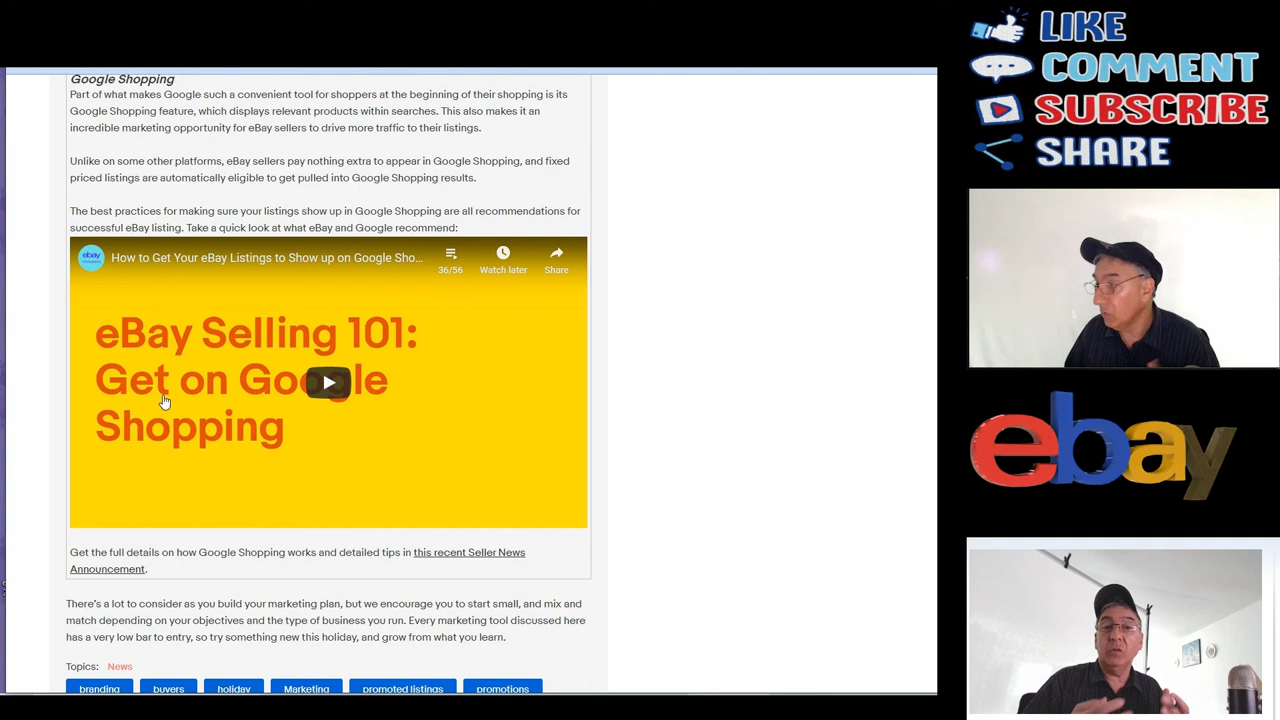 Google Shopping
Part of what makes Google such a convenient tool for shoppers at the beginning of their shopping is its
Google Shopping feature, which displays relevant products within searches. This also makes it an
incredible marketing opportunity for eBay sellers to drive more traffic to their listings.
Unlike on some other platforms, eBay sellers pay nothing extra to appear in Google Shopping, and fixed
priced listings are automatically eligible to get pulled into Google Shopping results.
The best practices for making sure your listings show up in Google Shopping are all recommendations for
successful eBay listing. Take a quick look at what eBay and Google recommend:
ebay
How to Get Your eBay Listings to Show up on Google Sho...
36/56
Watch later
Share
eBay Selling 101:
Get on Google
Shopping
Get the full details on how Google Shopping works and detailed tips in this recent Seller News
Announcement.
There's a lot to consider as you build your marketing plan, but we encourage you to start small, and mix and
match depending on your objectives and the type of business you run. Every marketing tool discussed here
has a very low bar to entry, so try something new this holiday, and grow from what you learn.
Topics: News
branding
buyers
holiday
Marketing
promoted listings
promotions
LIKE
COMMENT
SUBSCRIBE
SHARE
ebay